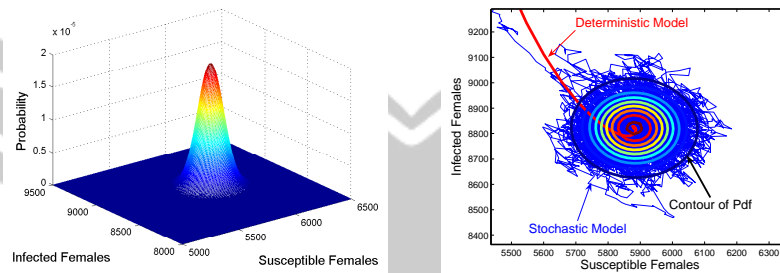 x 10⁻⁵
2
1.5
1
0.5
0
Probability
9500
9000
8500
8000
Infected Females
5000
5500
6000
6500
Susceptible Females
9200
9100
9000
8900
8800
8700
8600
8500
8400
Infected Females
Deterministic Model
Contour of Pdf
Stochastic Model
5500 5600 5700 5800 5900 6000 6100 6200 6300
Susceptible Females